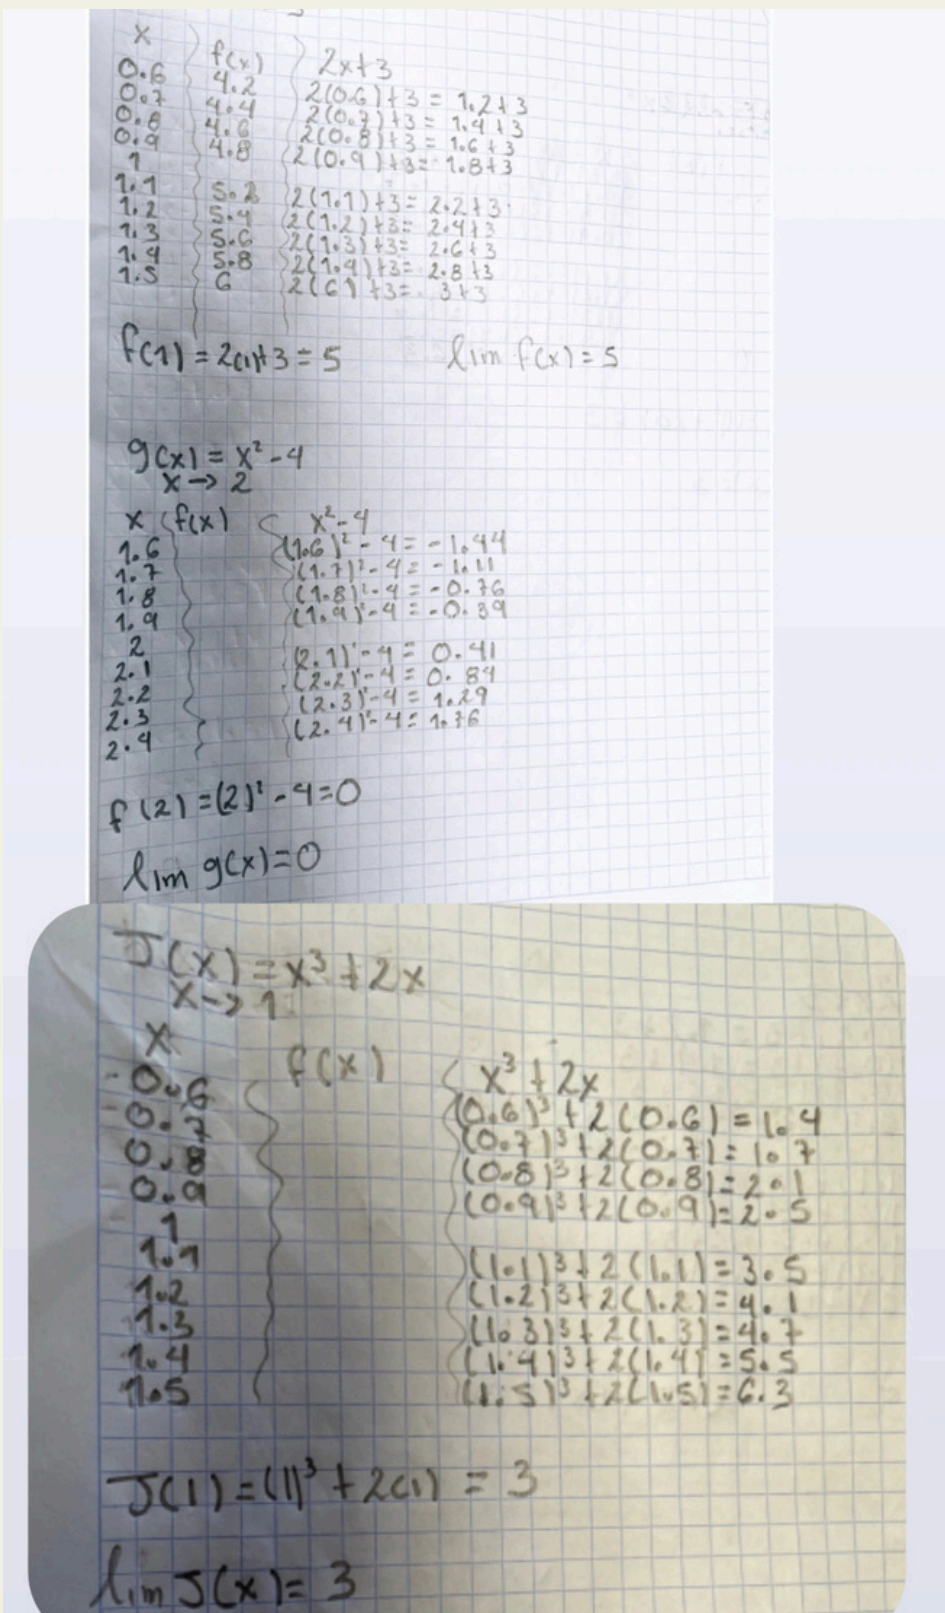 x f(x) 2x+3
0.6 4.2 2(0.6)+3 = 1.2+3
0.7 4.4 2(0.7)+3 = 1.4+3
0.8 4.6 2(0.8)+3 = 1.6+3
0.9 4.8 2(0.9)+3 = 1.8+3
1
1.1 5.2 2(1.1)+3 = 2.2+3
1.2 5.4 2(1.2)+3 = 2.4+3
1.3 5.6 2(1.3)+3 = 2.6+3
1.4 5.8 2(1.4)+3 = 2.8+3
1.5 6 2(6)+3 = 3+3
f(1) = 2(1)+3 = 5 lim f(x) = 5
g(x) = x² - 4
x → 2
x f(x) x² - 4
1.6 (1.6)² - 4 = -1.44
1.7 (1.7)² - 4 = -1.11
1.8 (1.8)² - 4 = -0.76
1.9 (1.9)² - 4 = -0.39
2
2.1 (2.1)² - 4 = 0.41
2.2 (2.2)² - 4 = 0.84
2.3 (2.3)² - 4 = 1.29
2.4 (2.4)² - 4 = 1.76
f(2) = (2)² - 4 = 0
lim g(x) = 0
J(x) = x³ + 2x
x → 1
x f(x) x³ + 2x
-0.6 (0.6)³ + 2(0.6) = 1.4
-0.7 (0.7)³ + 2(0.7) = 1.7
0.8 (0.8)³ + 2(0.8) = 2.1
0.9 (0.9)³ + 2(0.9) = 2.5
1
1.1 (1.1)³ + 2(1.1) = 3.5
1.2 (1.2)³ + 2(1.2) = 4.1
1.3 (1.3)³ + 2(1.3) = 4.7
1.4 (1.4)³ + 2(1.4) = 5.5
1.5 (1.5)³ + 2(1.5) = 6.3
J(1) = (1)³ + 2(1) = 3
lim J(x) = 3